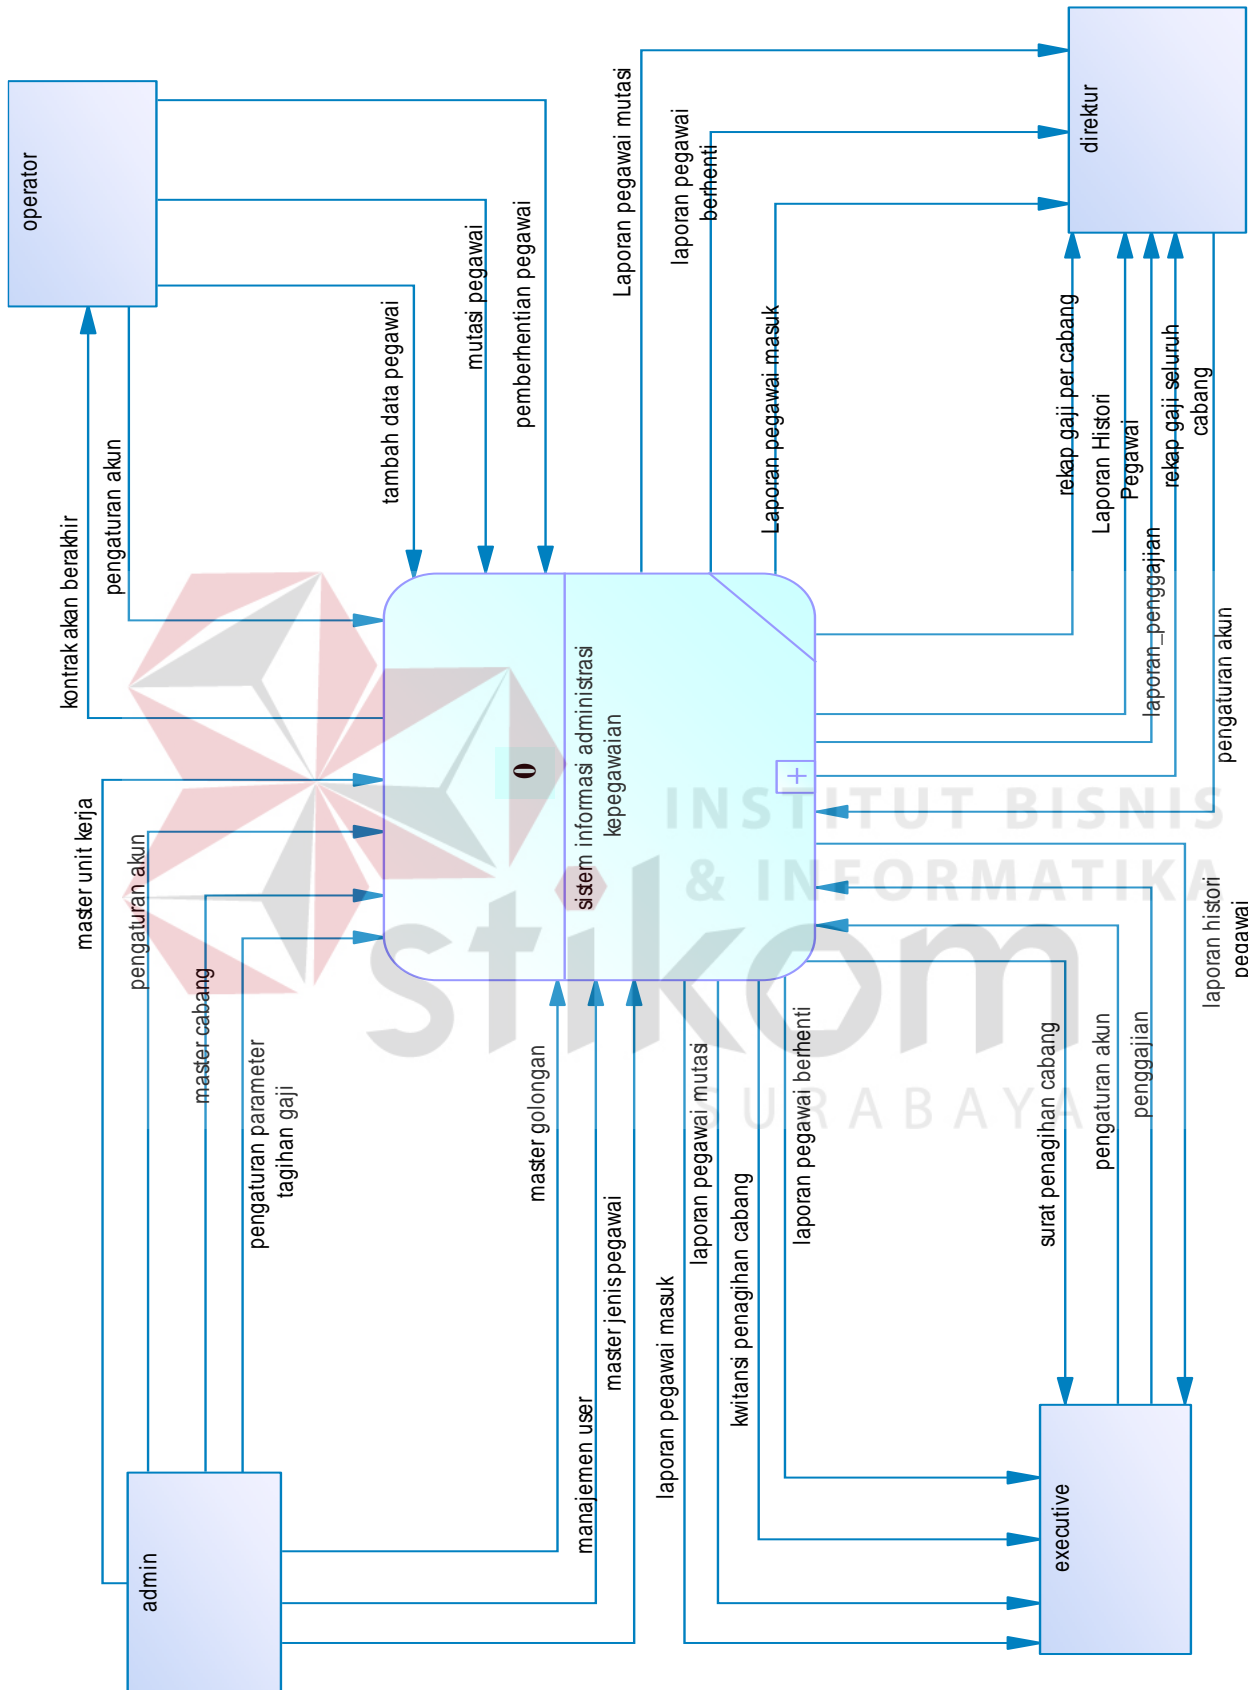 operator
kontrak akan berakhir
pengaturan akun
tambah data pegawai
mutasi pegawai
pemberhentian pegawai
Laporan pegawai mutasi
laporan pegawai
berhenti
Laporan pegawai masuk
direktur
rekap gaji per cabang
Laporan Histori
Pegawai
laporan_penggajian
rekap gaji seluruh
cabang
pengaturan akun
0
sistem informasi administrasi
kepegawaian
+
master unit kerja
pengaturan akun
master cabang
pengaturan parameter
tagihan gaji
master golongan
manajemen user
master jenis pegawai
admin
laporan pegawai masuk
laporan pegawai mutasi
kwitansi penagihan cabang
laporan pegawai berhenti
surat penagihan cabang
pengaturan akun
penggajian
laporan histori
pegawai
executive
INSTITUT BISNIS
& INFORMATIKA
stikom
SURABAYA